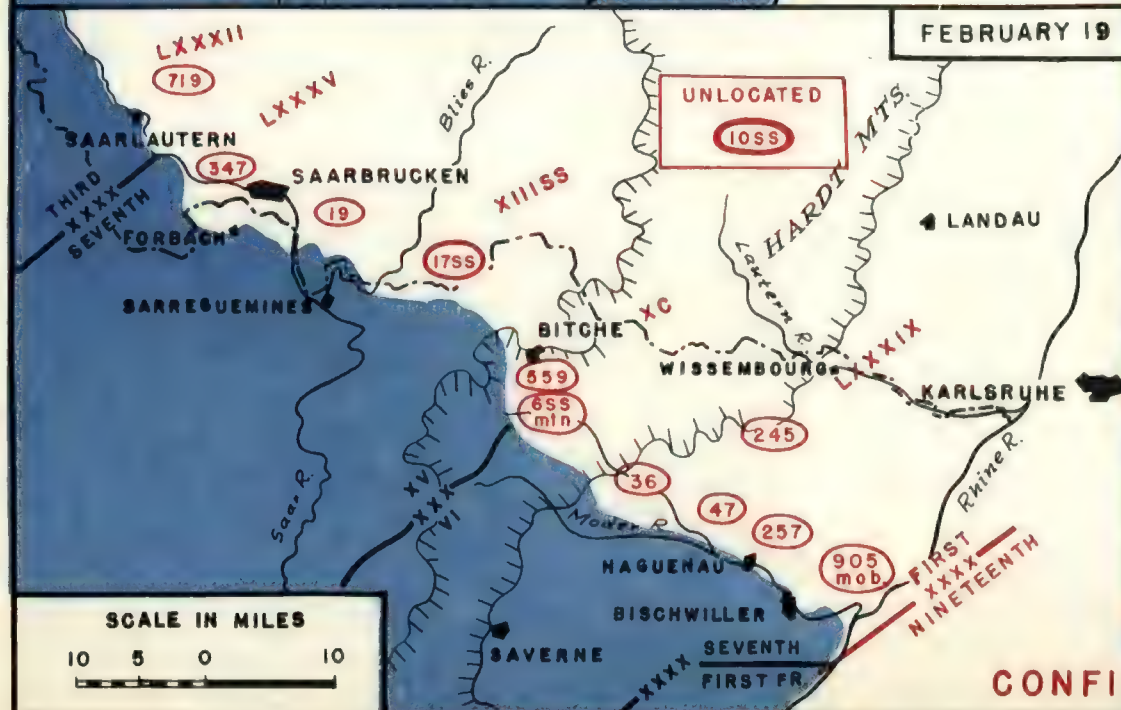 FEBRUARY 19
LXXXII
719
LXXXV
Blies R.
UNLOCATED
10SS
HARDT MTS.
SAARLAUTERN
347
SAARBRUCKEN
THIRD
XXXX
SEVENTH
19
XIIISS
LANDAU
FORBACH
17SS
Lautern R.
SARREGUEMINES
BITCHE
XC
WISSEMBOURG
LXXXIX
KARLSRUHE
559
6SS
mtn
245
Rhine R.
Saar R.
XV
XXX
VI
36
Moder R.
47
257
905
mob.
HAGUENAU
FIRST
XXXX
NINETEENTH
BISCHWILLER
SCALE IN MILES
10 5 0 10
SAVERNE
SEVENTH
XXXX
FIRST FR.
CONFI